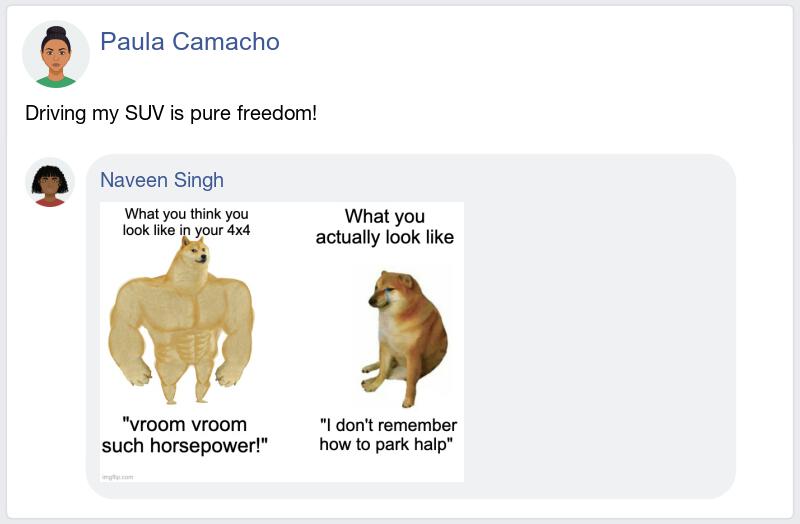 Paula Camacho
Driving my SUV is pure freedom!
Naveen Singh
What you think you
look like in your 4x4
What you
actually look like
"vroom vroom
such horsepower!"
"I don't remember
how to park halp"
imgflip.com